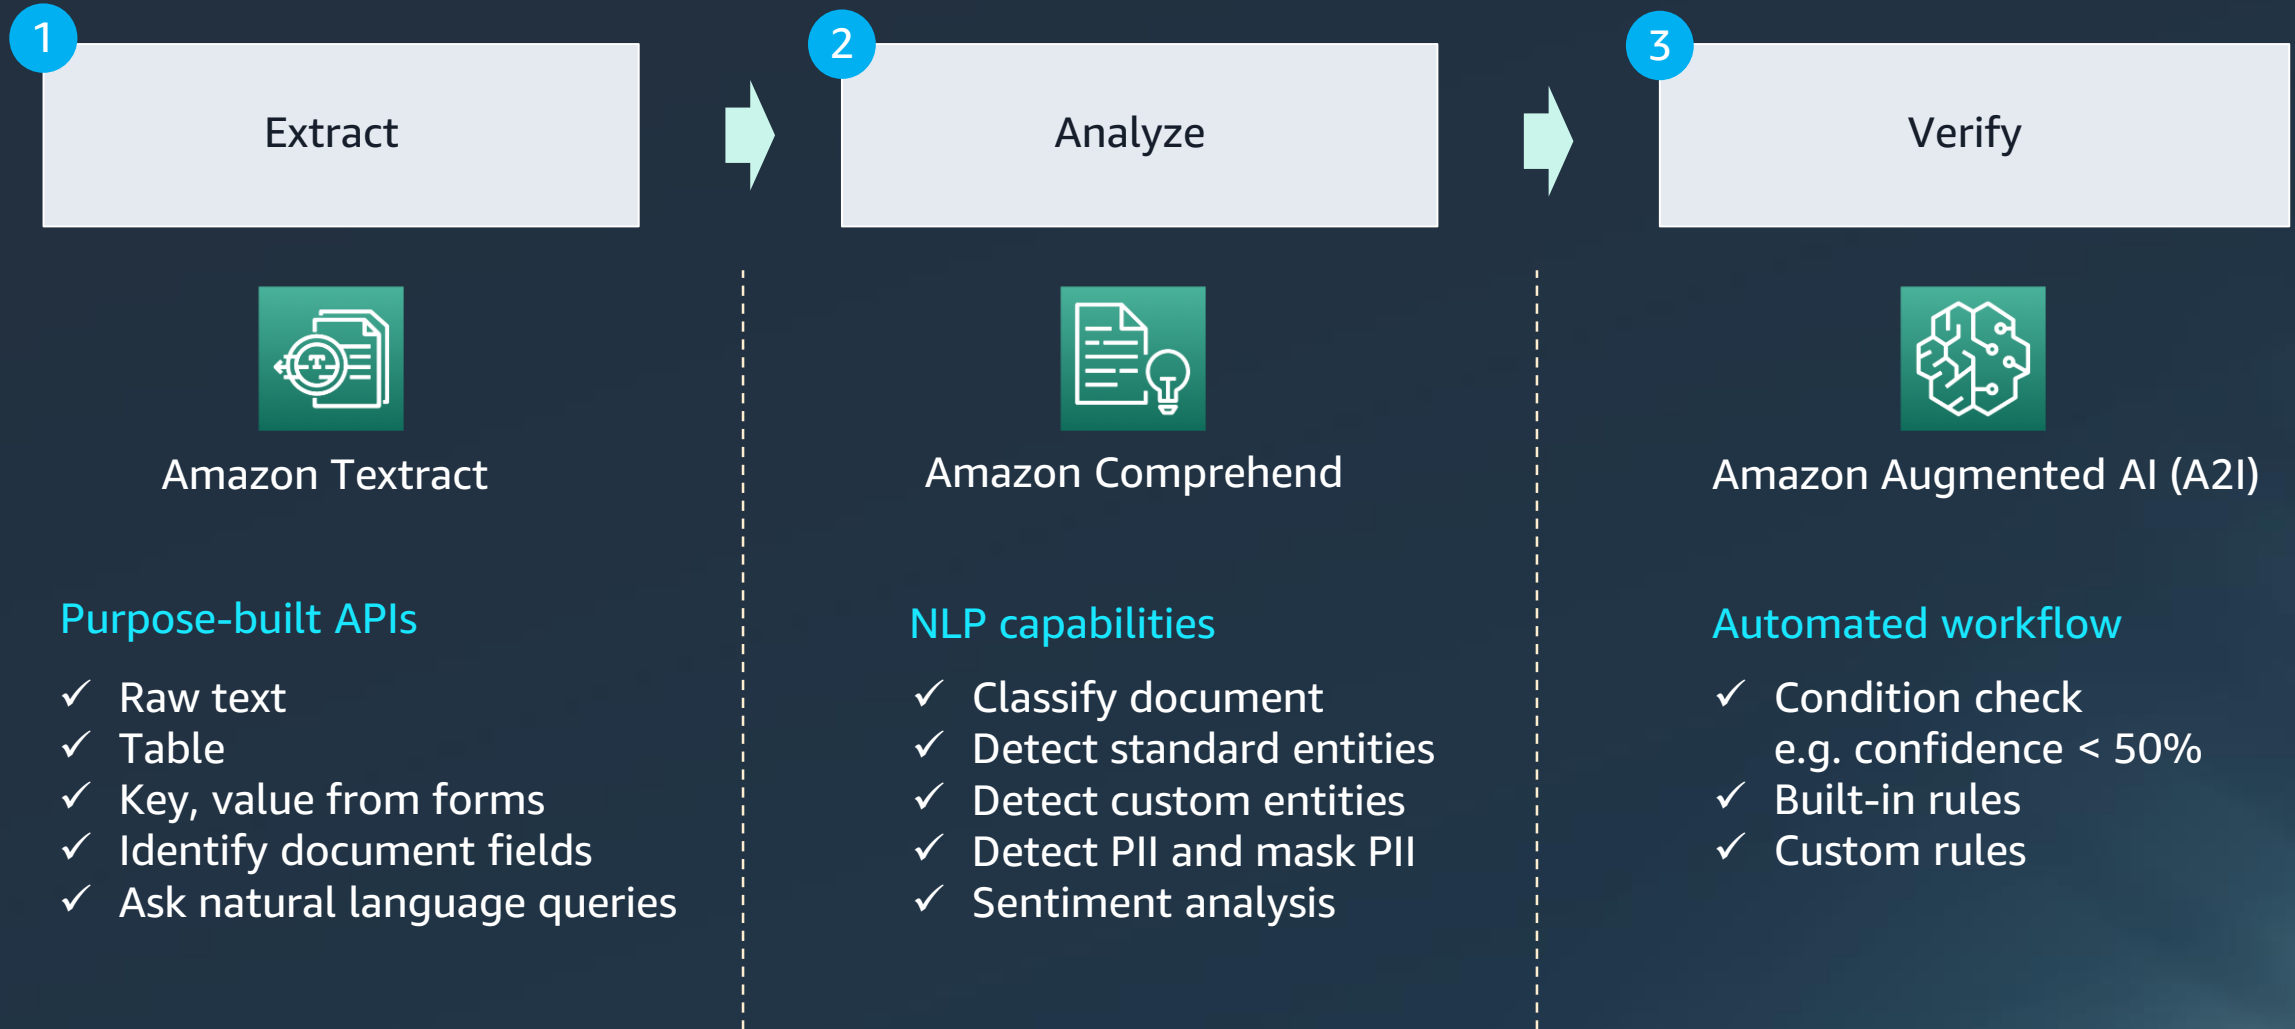 1
Extract
2
Analyze
3
Verify
Amazon Textract
Purpose-built APIs
✓ Raw text
✓ Table
✓ Key, value from forms
✓ Identify document fields
✓ Ask natural language queries
Amazon Comprehend
NLP capabilities
✓ Classify document
✓ Detect standard entities
✓ Detect custom entities
✓ Detect PII and mask PII
✓ Sentiment analysis
Amazon Augmented AI (A2I)
Automated workflow
✓ Condition check
e.g. confidence < 50%
✓ Built-in rules
✓ Custom rules